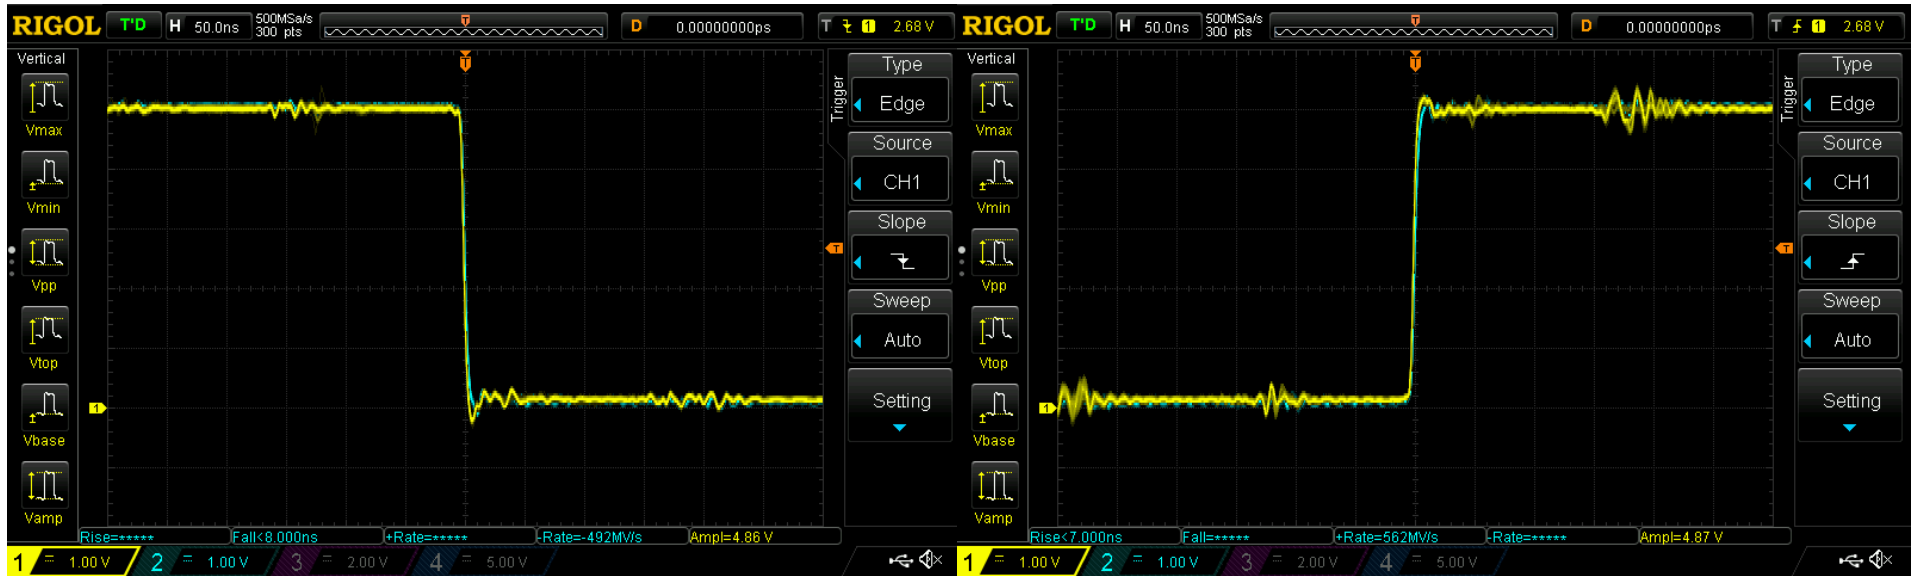 RIGOL T'D H 50.0ns 500MSa/s 300 pts D 0.00000000ps T 1 2.68 V
Vertical
Vmax
Vmin
Vpp
Vtop
Vbase
Vamp
T
T
1
Trigger
Type
Edge
Source
CH1
Slope
Sweep
Auto
Setting
Rise=***** Fall<8.000ns +Rate=***** -Rate=-492MV/s Ampl=4.86 V
1 = 1.00 V 2 = 1.00 V 3 = 2.00 V 4 = 5.00 V
RIGOL T'D H 50.0ns 500MSa/s 300 pts D 0.00000000ps T 1 2.68 V
Vertical
Vmax
Vmin
Vpp
Vtop
Vbase
Vamp
T
T
1
Trigger
Type
Edge
Source
CH1
Slope
Sweep
Auto
Setting
Rise<7.000ns Fall=***** +Rate=562MV/s -Rate=***** Ampl=4.87 V
1 = 1.00 V 2 = 1.00 V 3 = 2.00 V 4 = 5.00 V